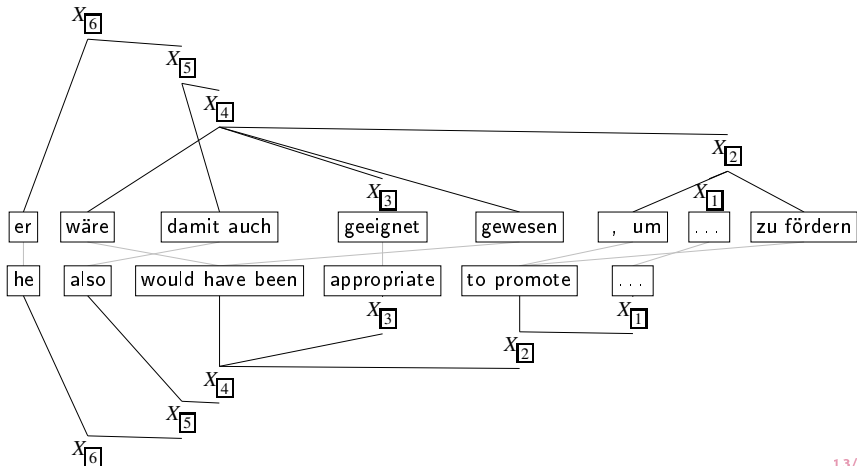 X6
X5
X4
X2
X3
X1
er wäre damit auch geeignet gewesen , um ... zu fördern
he also would have been appropriate to promote ...
X3
X1
X2
X4
X5
X6